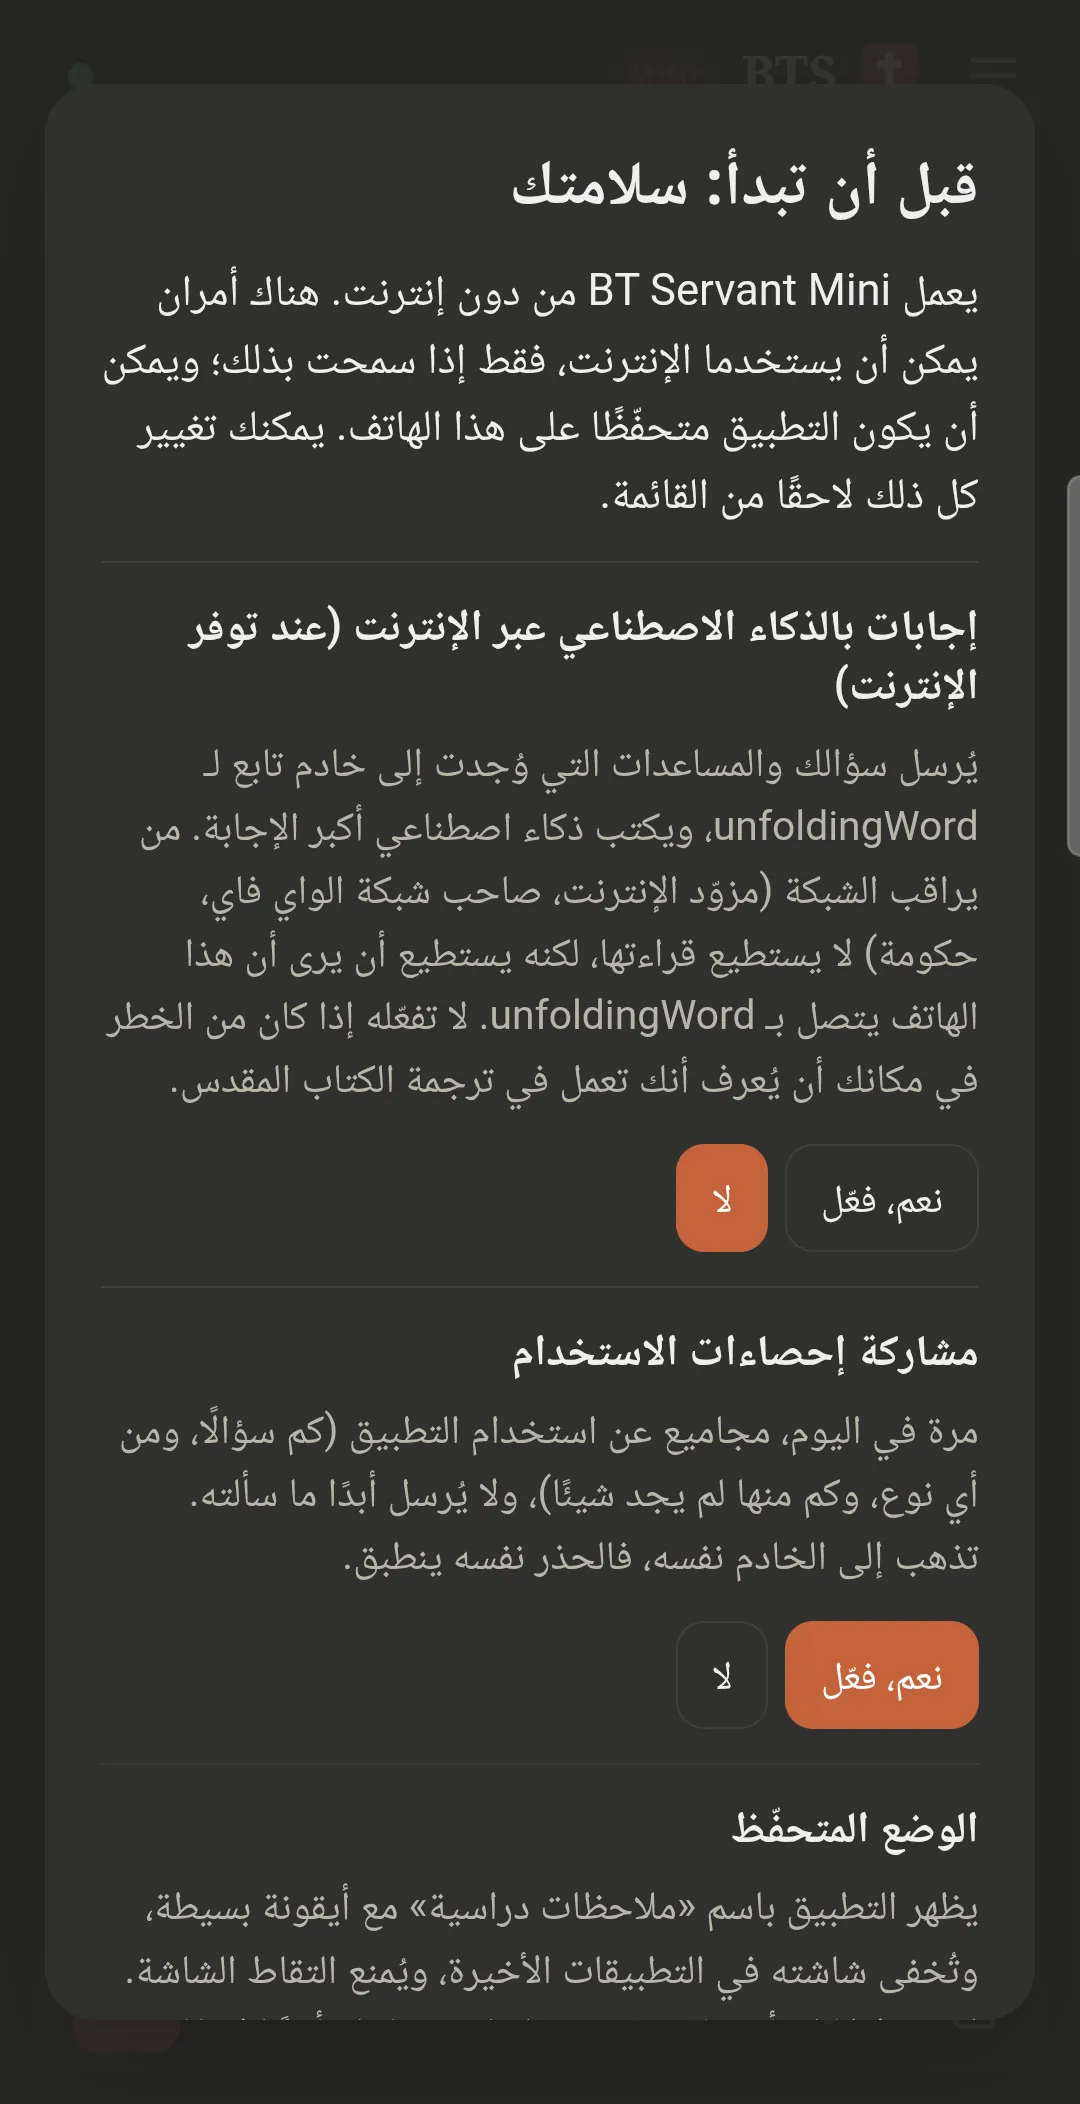 BTS
قبل أن تبدأ: سلامتك
يعمل BT Servant Mini من دون إنترنت. هناك أمران
يمكن أن يستخدما الإنترنت، فقط إذا سمحت بذلك؛ ويمكن
أن يكون التطبيق متحفّظًا على هذا الهاتف. يمكنك تغيير
كل ذلك لاحقًا من القائمة.
إجابات بالذكاء الاصطناعي عبر الإنترنت (عند توفر
الإنترنت)
يُرسل سؤالك والمساعدات التي وُجدت إلى خادم تابع لـ
unfoldingWord، ويكتب ذكاء اصطناعي أكبر الإجابة. من
يراقب الشبكة (مزوّد الإنترنت، صاحب شبكة الواي فاي،
حكومة) لا يستطيع قراءتها، لكنه يستطيع أن يرى أن هذا
الهاتف يتصل بـ unfoldingWord. لا تفعّله إذا كان من الخطر
في مكانك أن يُعرف أنك تعمل في ترجمة الكتاب المقدس.
نعم، فعّل
لا
مشاركة إحصاءات الاستخدام
مرة في اليوم، مجاميع عن استخدام التطبيق (كم سؤالًا، ومن
أي نوع، وكم منها لم يجد شيئًا)، ولا يُرسل أبدًا ما سألته.
تذهب إلى الخادم نفسه، فالحذر نفسه ينطبق.
نعم، فعّل
لا
الوضع المتحفّظ
يظهر التطبيق باسم «ملاحظات دراسية» مع أيقونة بسيطة،
وتُخفى شاشته في التطبيقات الأخيرة، ويُمنع التقاط الشاشة.